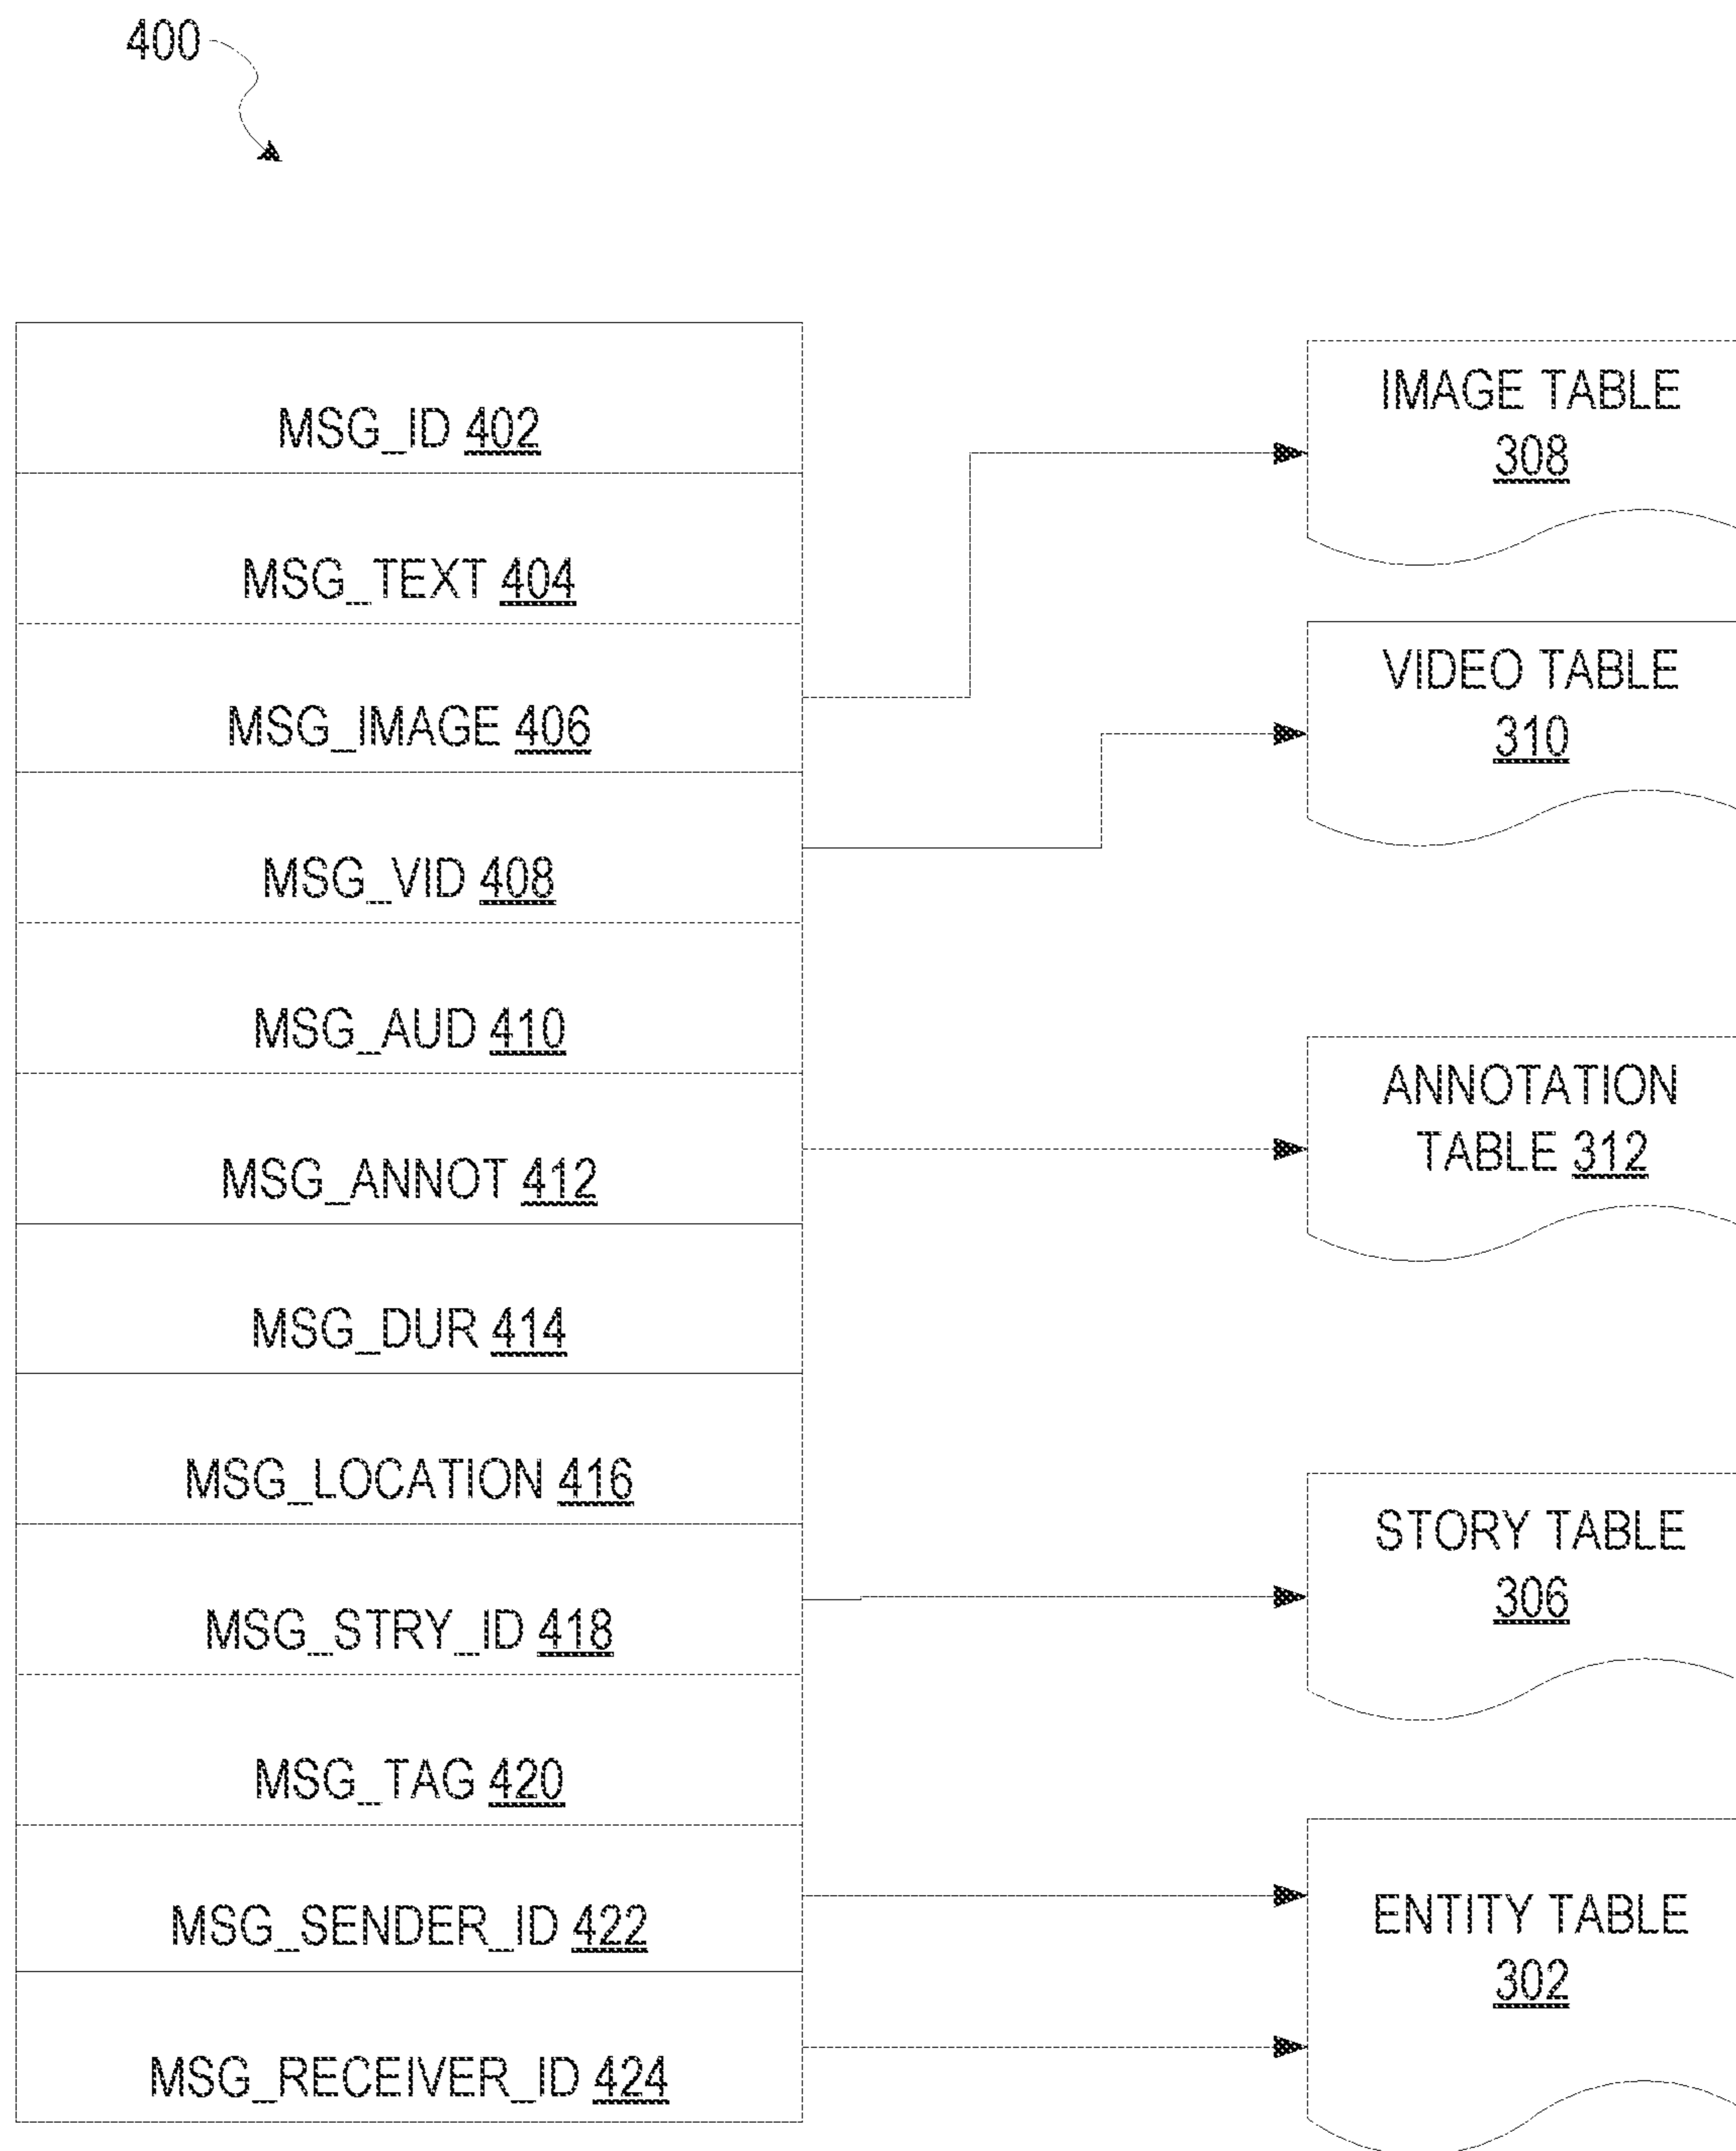 400
MSG_ID 402
MSG_TEXT 404
MSG_IMAGE 406
MSG_VID 408
MSG_AUD 410
MSG_ANNOT 412
MSG_DUR 414
MSG_LOCATION 416
MSG_STRY_ID 418
MSG_TAG 420
MSG_SENDER_ID 422
MSG_RECEIVER_ID 424
IMAGE TABLE
308
VIDEO TABLE
310
ANNOTATION
TABLE 312
STORY TABLE
306
ENTITY TABLE
302